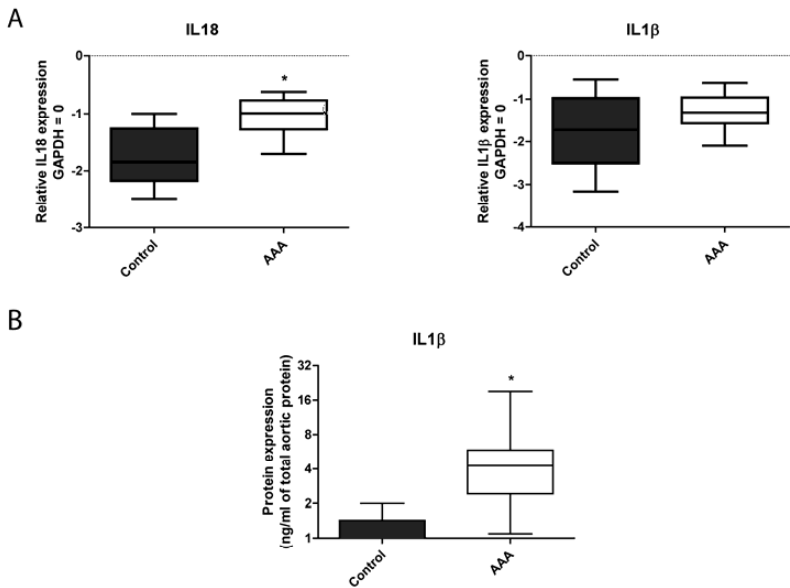 A
IL18
Relative IL18 expression
GAPDH = 0
0
-1
-2
-3
*
Control
AAA
IL1β
Relative IL1β expression
GAPDH = 0
0
-1
-2
-3
-4
Control
AAA
B
IL1β
Protein expression
(ng/ml of total aortic protein)
32
16
8
4
2
1
*
Control
AAA